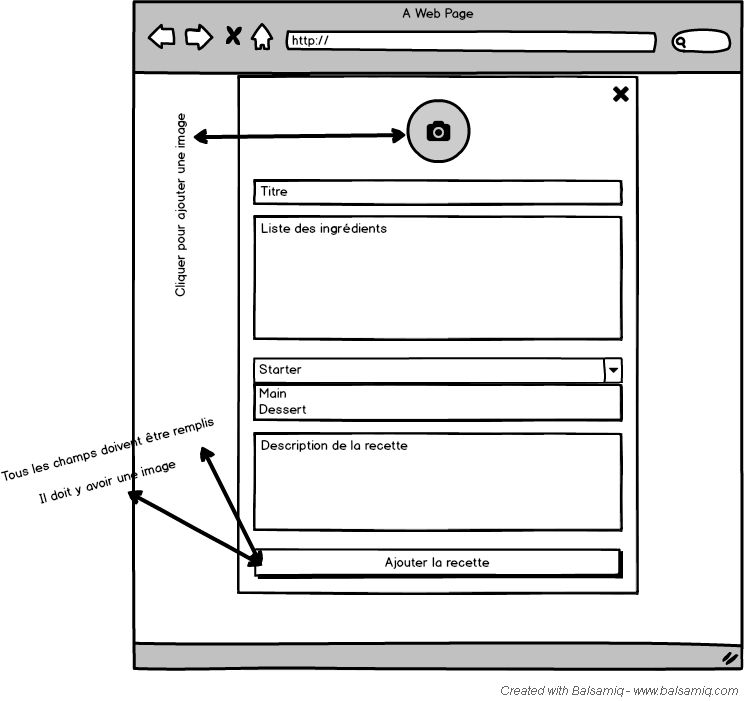 A Web Page
http://
Cliquer pour ajouter une image
Titre
Liste des ingrédients
Starter
Main
Dessert
Tous les champs doivent être remplis
Il doit y avoir une image
Description de la recette
Ajouter la recette
Created with Balsamiq - www.balsamiq.com